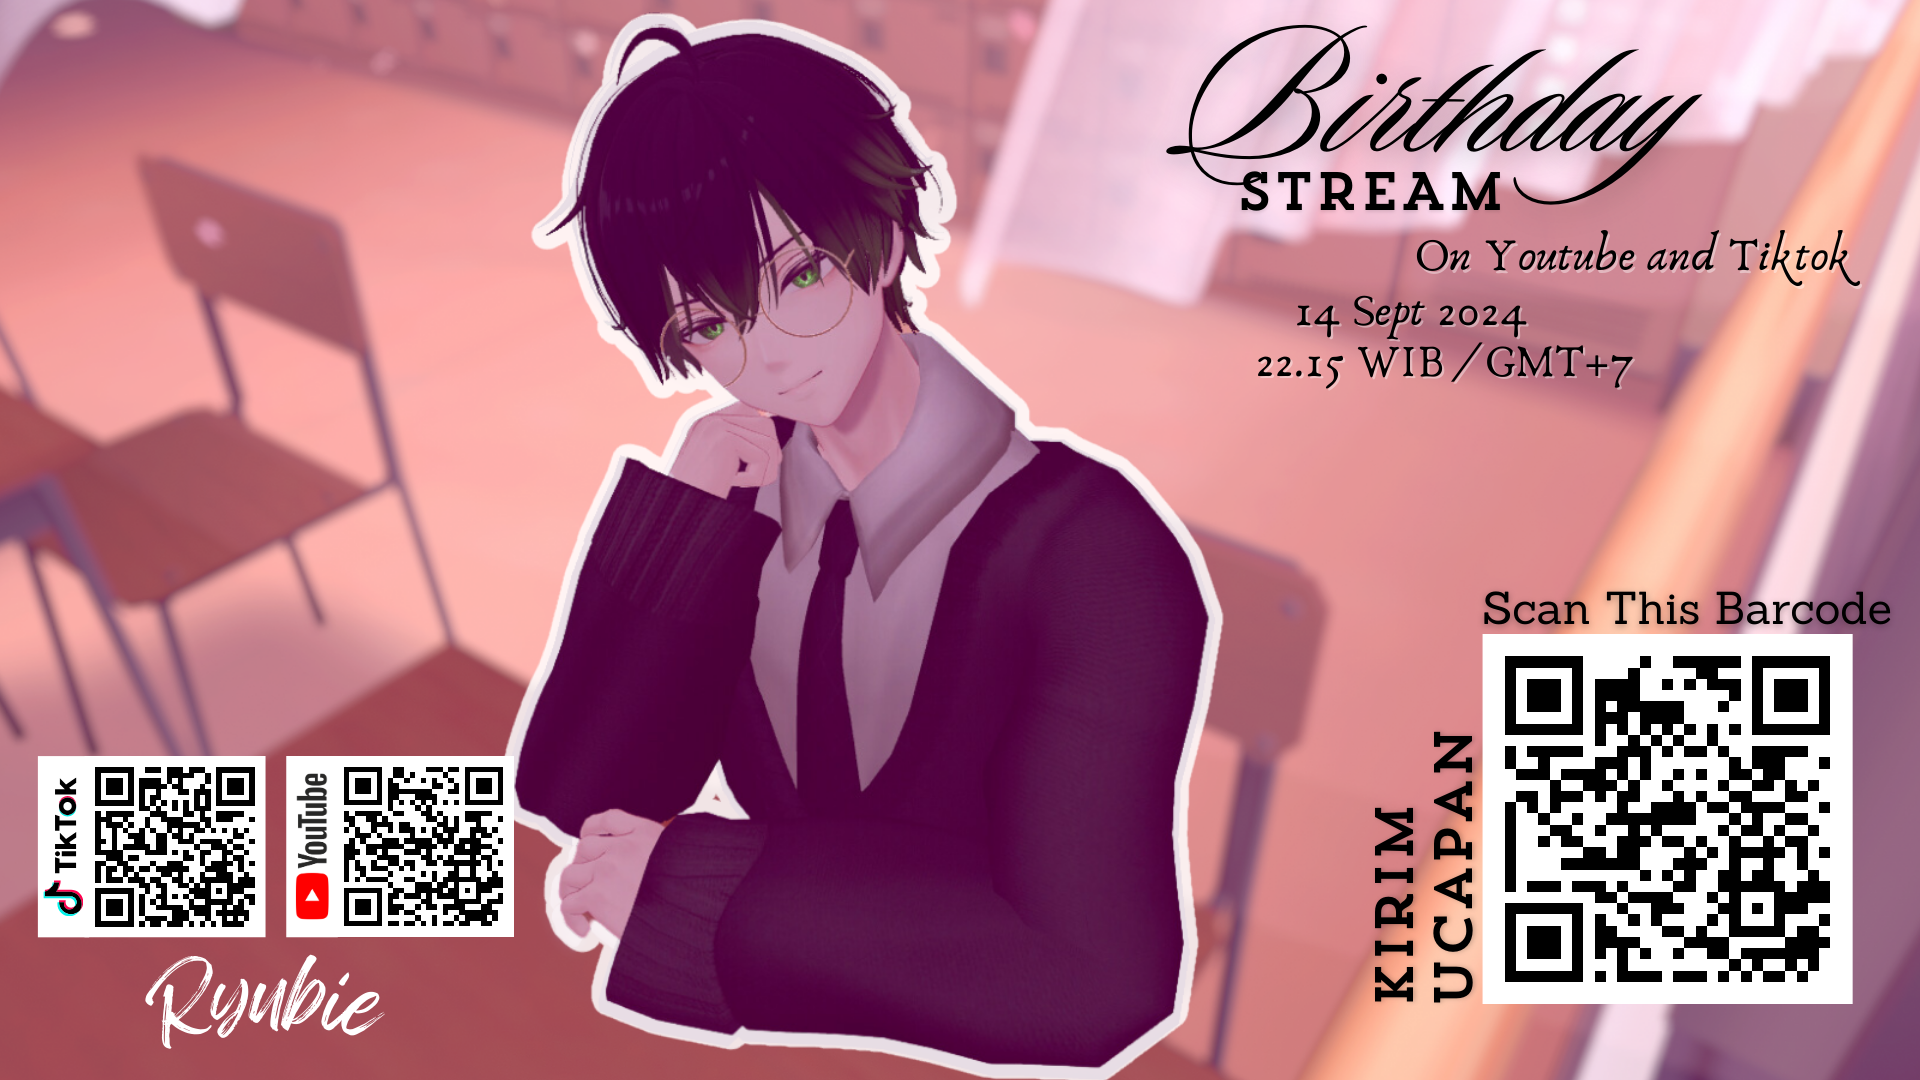 Birthday
STREAM
On Youtube and Tiktok
14 Sept 2024
22.15 WIB / GMT+7
Scan This Barcode
KIRIM
UCAPAN
TikTok
YouTube
Ryubie